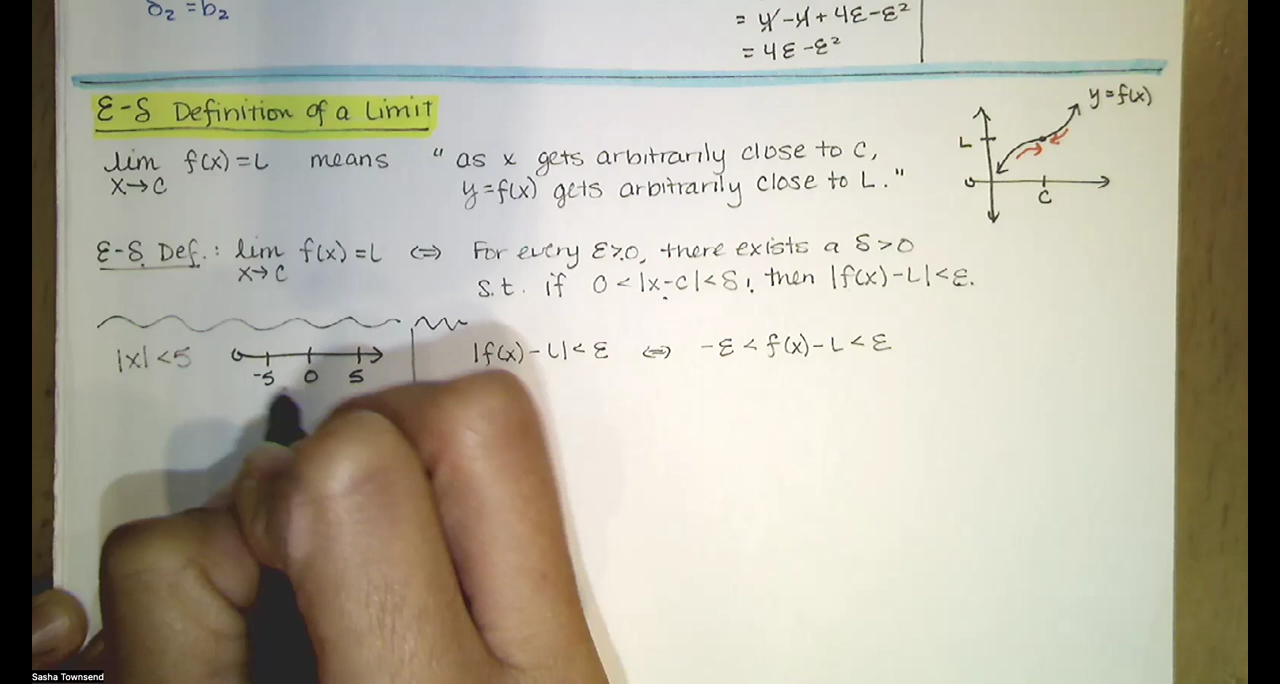 δ₂ = b₂
= 4 - 4 + 4ε - ε²
= 4ε - ε²
ε-δ Definition of a Limit
lim f(x) = L means " as x gets arbitrarily close to c,
x→c
y = f(x) gets arbitrarily close to L. "
y = f(x)
L
c
ε-δ Def.: lim f(x) = L ⇔ For every ε>0, there exists a δ>0
x→c
s.t. if 0 < |x-c| < δ, then |f(x)-L| < ε.
|x| < 5
-5 0 5
|f(x)-L| < ε ⇔ -ε < f(x)-L < ε
Sasha Townsend